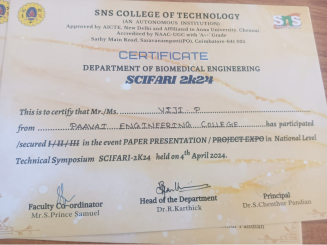 SNS COLLEGE OF TECHNOLOGY
(AN AUTONOMOUS INSTITUTION)
Approved by AICTE, New Delhi and Affiliated to Anna University, Chennai
Accredited by NAAC-UGC with 'A++' Grade
Sathy Main Road, Saravanampatti(PO), Coimbatore-641 035
SNS
CERTIFICATE
DEPARTMENT OF BIOMEDICAL ENGINEERING
SCIFARI 2k24
This is to certify that Mr./Ms. VIJI P
from PAAVAI ENGINEERING COLLEGE has participated
/secured I / II / III in the event PAPER PRESENTATION / PROJECT EXPO in National Level
Technical Symposium SCIFARI-2K24 held on 4th April 2024.
Faculty Co-ordinator
Mr.S.Prince Samuel
Head of the Department
Dr.R.Karthick
Principal
Dr.S.Chenthur Pandian